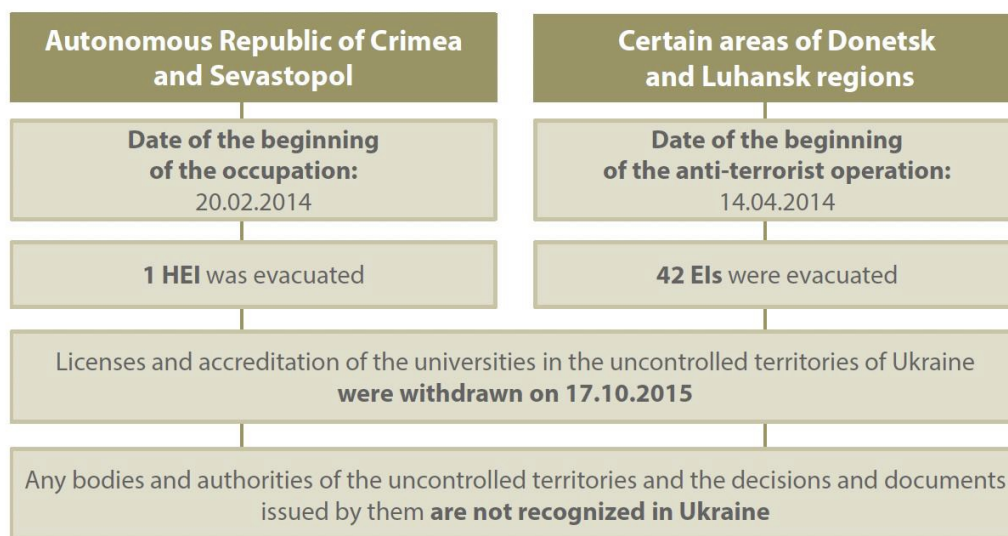 Autonomous Republic of Crimea
and Sevastopol
Date of the beginning
of the occupation:
20.02.2014
1 HEI was evacuated
Certain areas of Donetsk
and Luhansk regions
Date of the beginning
of the anti-terrorist operation:
14.04.2014
42 EIs were evacuated
Licenses and accreditation of the universities in the uncontrolled territories of Ukraine
were withdrawn on 17.10.2015
Any bodies and authorities of the uncontrolled territories and the decisions and documents
issued by them are not recognized in Ukraine